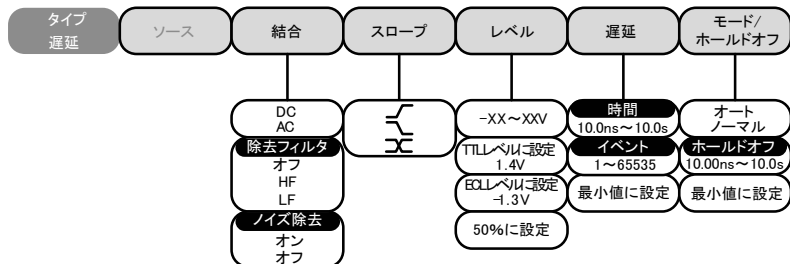 タイプ
遅延
ソース
結合
スロープ
レベル
遅延
モード/
ホールドオフ
DC
AC
除去フィルタ
オフ
HF
LF
ノイズ除去
オン
オフ
-XX～XXV
TTLレベルに設定
1.4V
ECLレベルに設定
-1.3V
50%に設定
時間
10.0ns～10.0s
イベント
1～65535
最小値に設定
オート
ノーマル
ホールドオフ
10.00ns～10.0s
最小値に設定